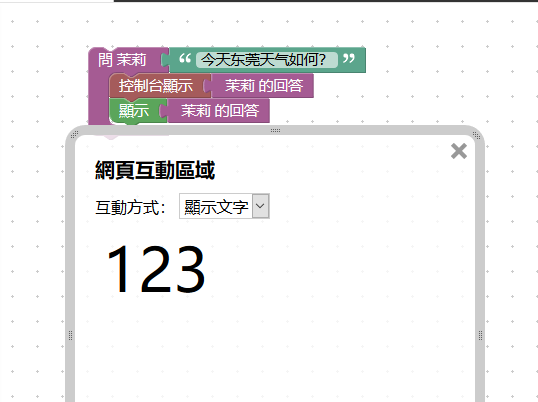 問 茉莉 “ 今天东莞天气如何? ”
控制台顯示 茉莉 的回答
顯示 茉莉 的回答
網頁互動區域
互動方式： 顯示文字
123